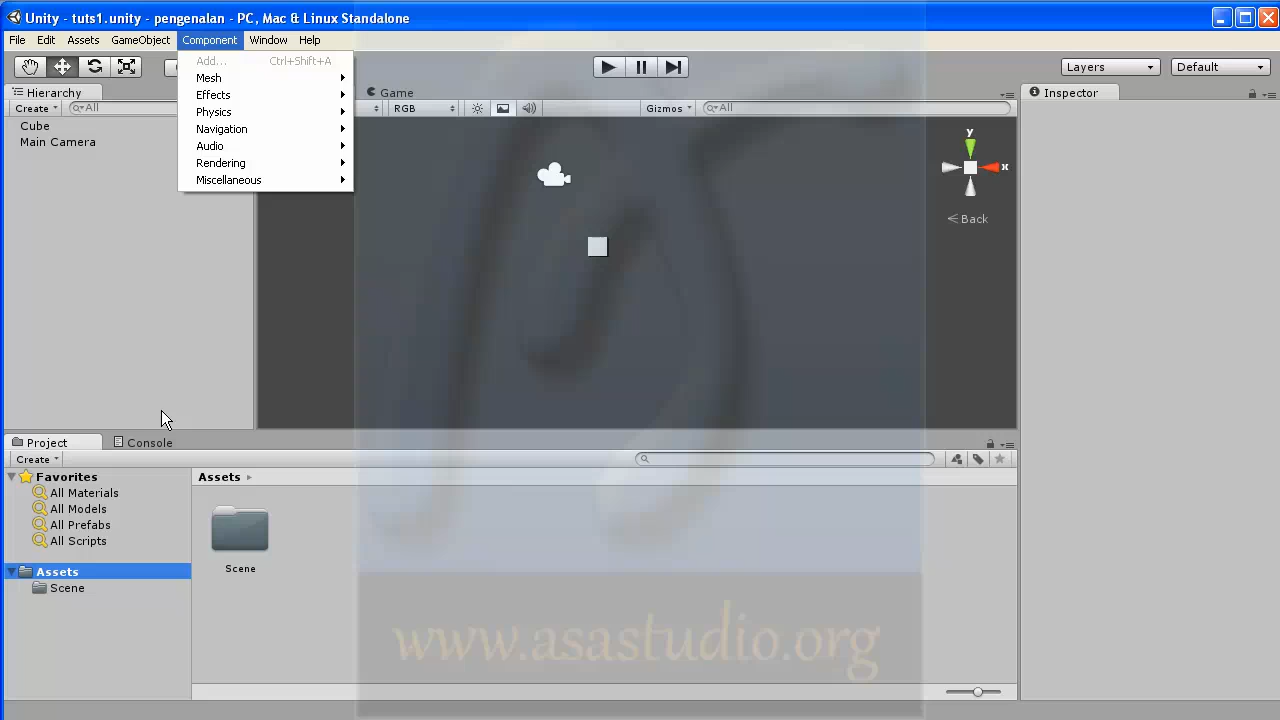 Unity - tuts1.unity - pengenalan - PC, Mac & Linux Standalone
File Edit Assets GameObject Component Window Help
Add... Ctrl+Shift+A
Mesh
Effects
Physics
Navigation
Audio
Rendering
Miscellaneous
Layers Default
Hierarchy Game Inspector
Create All RGB Gizmos All
Cube
Main Camera
y
x
Back
Project Console
Create
Favorites Assets
All Materials
All Models
All Prefabs
All Scripts
Assets Scene
Scene
www.asastudio.org